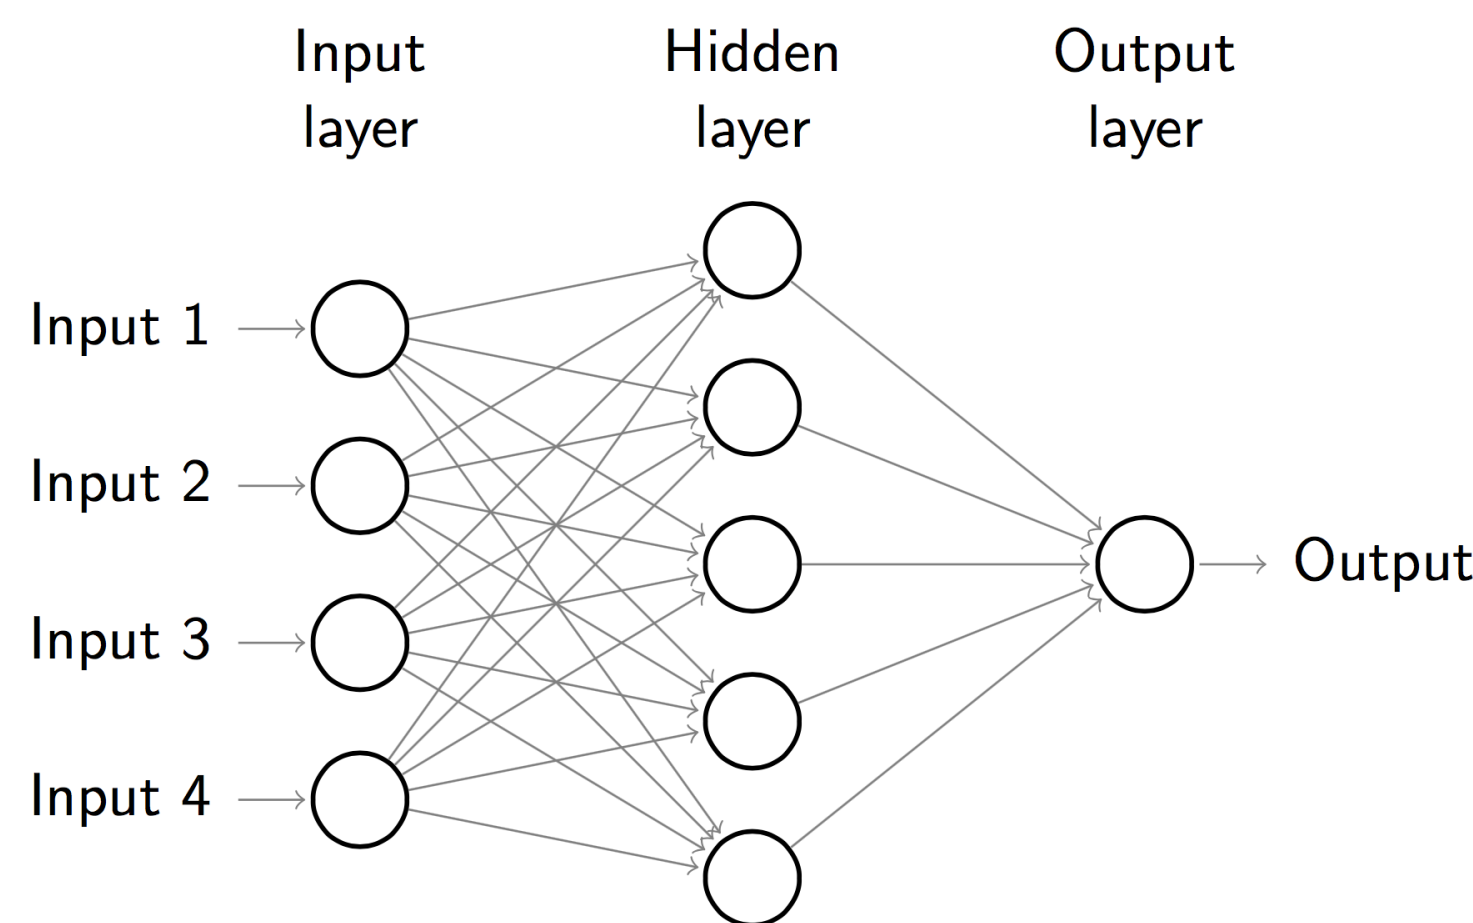 Input
layer
Hidden
layer
Output
layer
Input 1
Input 2
Input 3
Input 4
Output